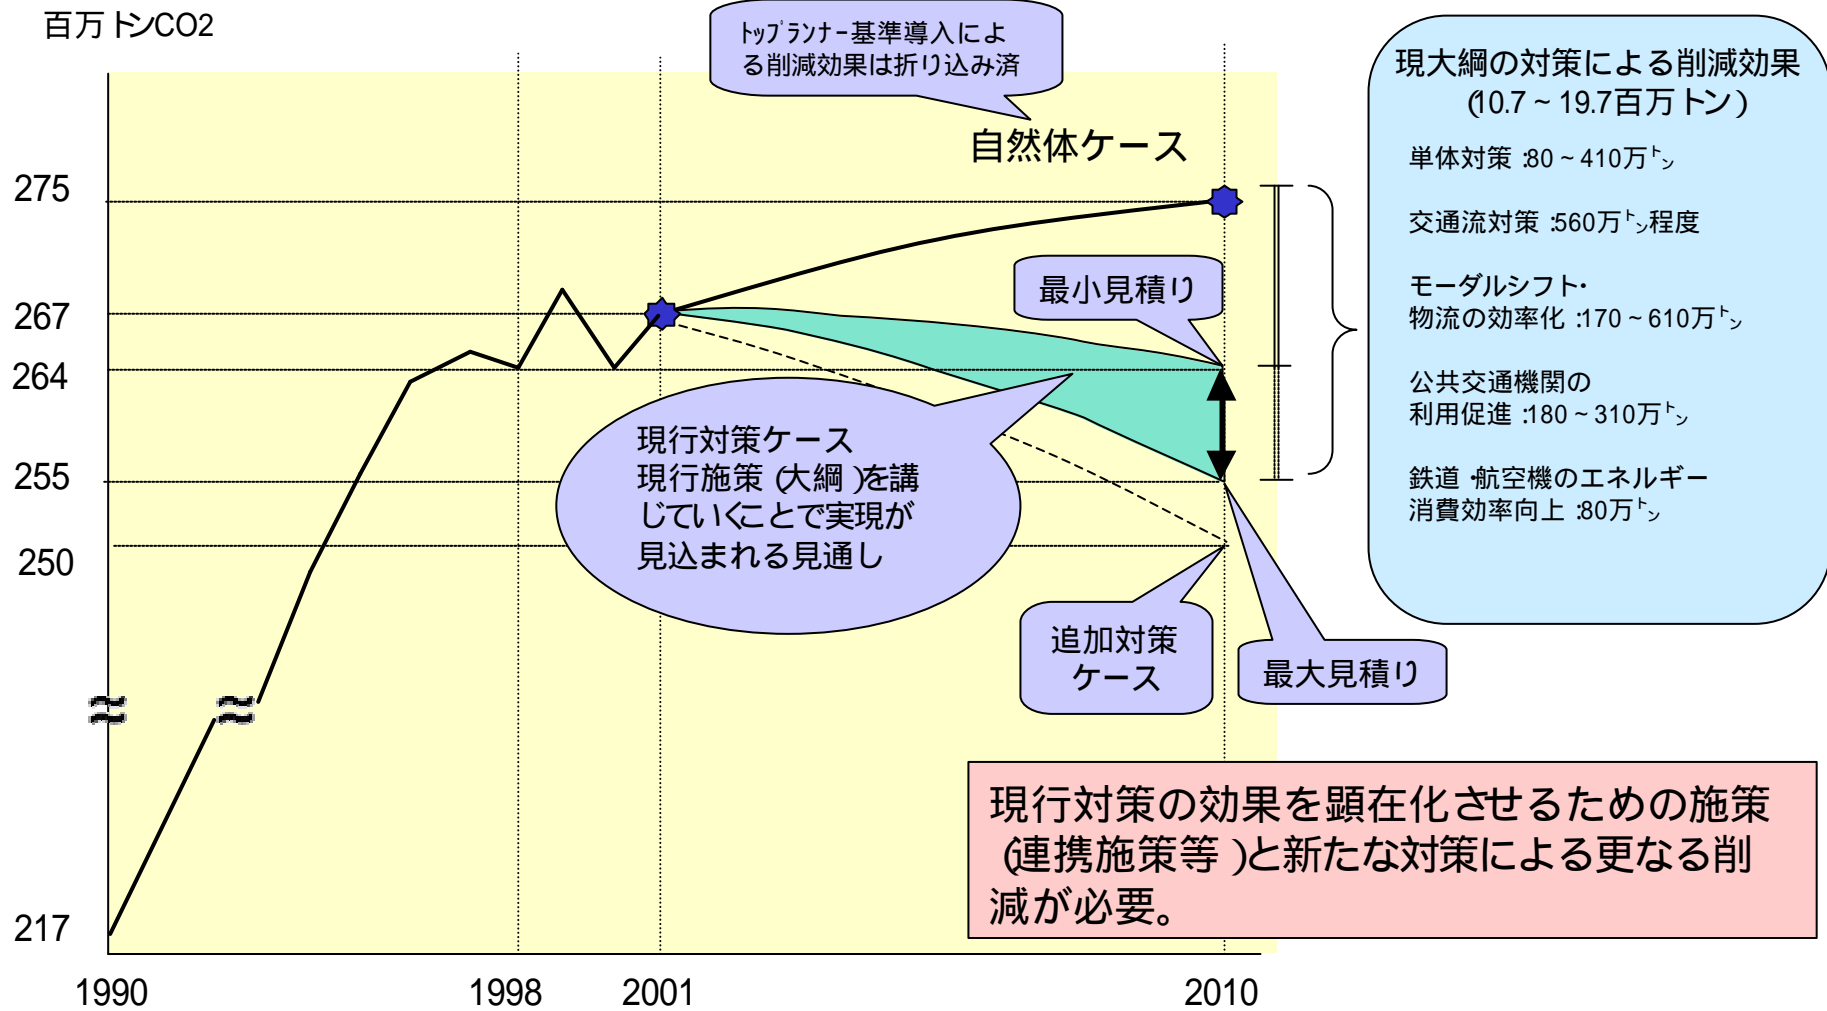 百万トンCO2
トップランナー基準導入によ
る削減効果は折り込み済
自然体ケース
275
267
264
255
250
217
1990
1998
2001
2010
最小見積り
現行対策ケース
現行施策(大綱)を講
じていくことで実現が
見込まれる見通し
追加対策
ケース
最大見積り
現大綱の対策による削減効果
(10.7~19.7百万トン)
単体対策:80~410万トン
交通流対策:560万トン程度
モーダルシフト・
物流の効率化:170~610万トン
公共交通機関の
利用促進:180~310万トン
鉄道・航空機のエネルギー
消費効率向上:80万トン
現行対策の効果を顕在化させるための施策
(連携施策等)と新たな対策による更なる削
減が必要。